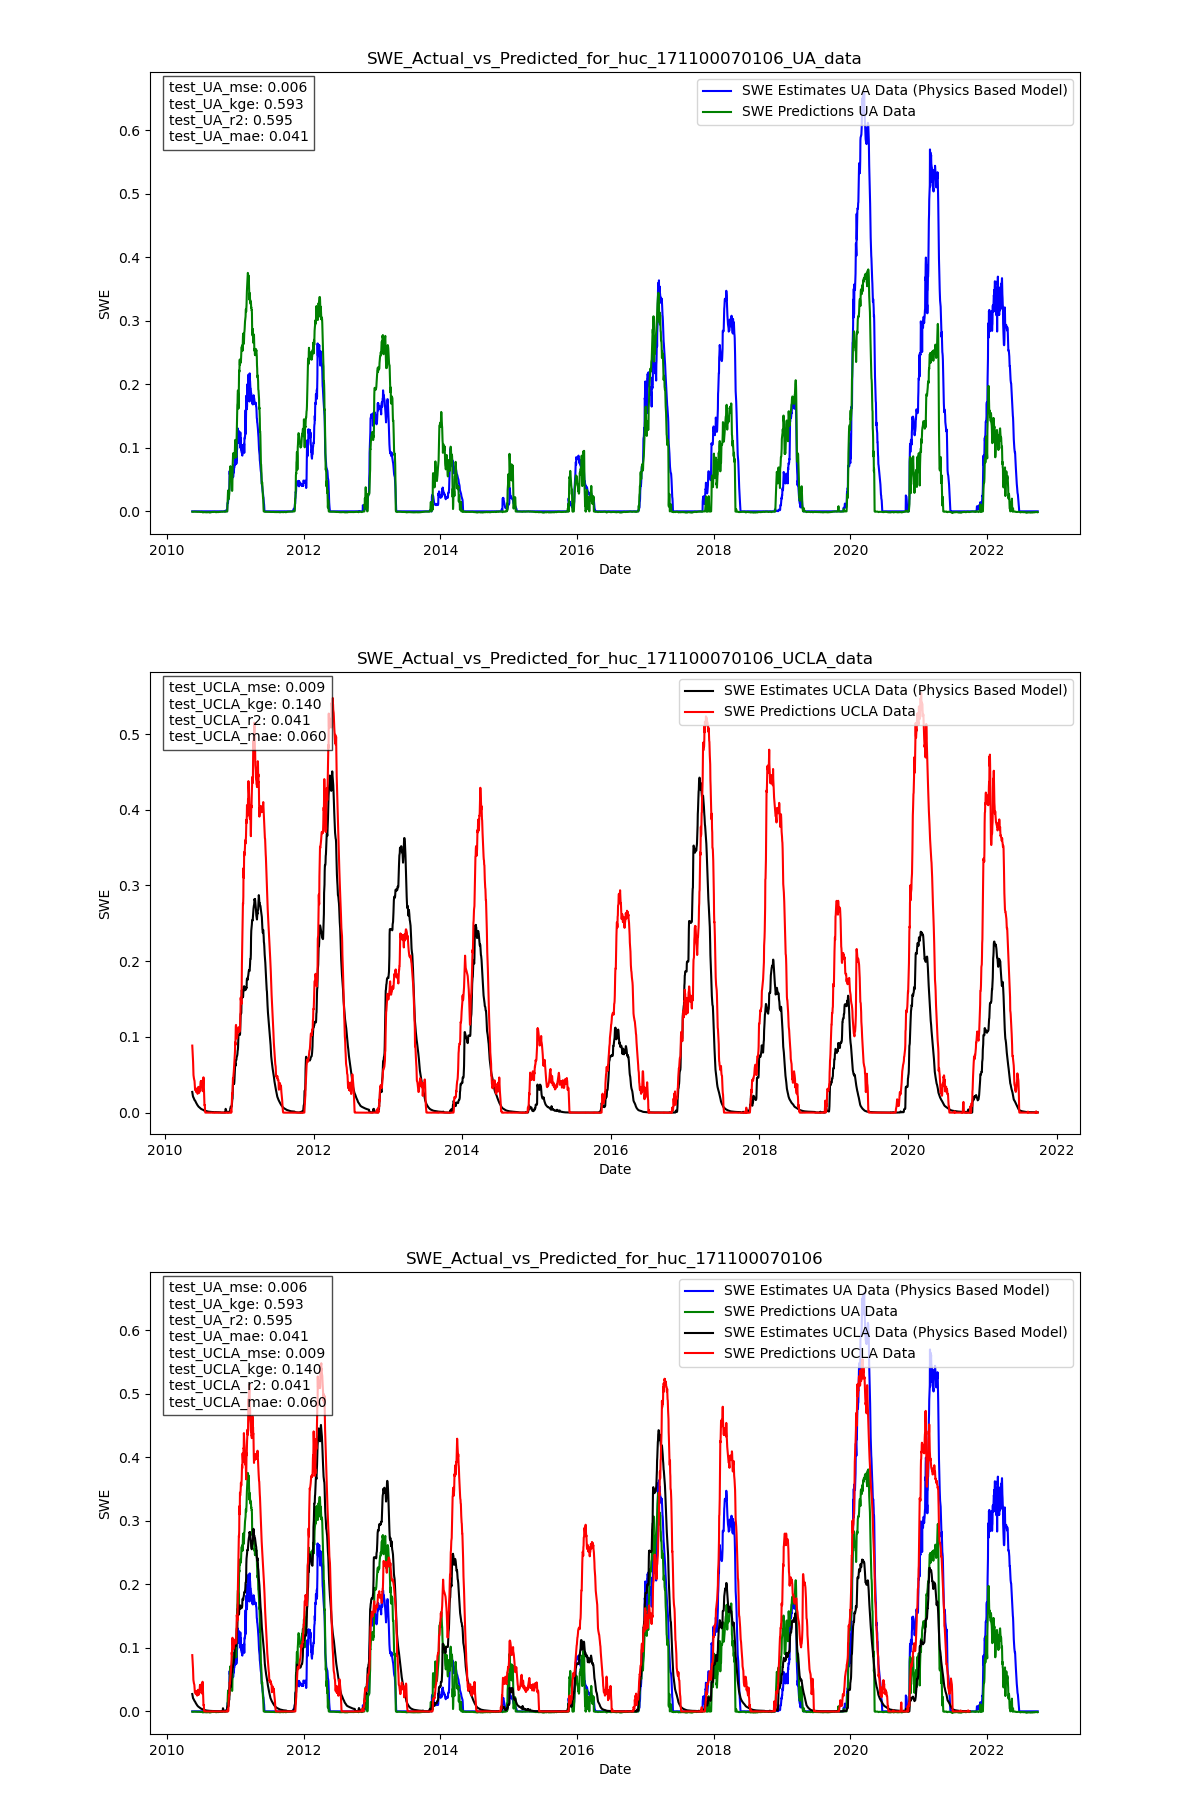 SWE_Actual_vs_Predicted_for_huc_171100070106_UA_data
test_UA_mse: 0.006
test_UA_kge: 0.593
test_UA_r2: 0.595
test_UA_mae: 0.041
SWE Estimates UA Data (Physics Based Model)
SWE Predictions UA Data
0.6
0.5
0.4
0.3
0.2
0.1
0.0
SWE
2010 2012 2014 2016 2018 2020 2022
Date
SWE_Actual_vs_Predicted_for_huc_171100070106_UCLA_data
test_UCLA_mse: 0.009
test_UCLA_kge: 0.140
test_UCLA_r2: 0.041
test_UCLA_mae: 0.060
SWE Estimates UCLA Data (Physics Based Model)
SWE Predictions UCLA Data
0.5
0.4
0.3
0.2
0.1
0.0
SWE
2010 2012 2014 2016 2018 2020 2022
Date
SWE_Actual_vs_Predicted_for_huc_171100070106
test_UA_mse: 0.006
test_UA_kge: 0.593
test_UA_r2: 0.595
test_UA_mae: 0.041
test_UCLA_mse: 0.009
test_UCLA_kge: 0.140
test_UCLA_r2: 0.041
test_UCLA_mae: 0.060
SWE Estimates UA Data (Physics Based Model)
SWE Predictions UA Data
SWE Estimates UCLA Data (Physics Based Model)
SWE Predictions UCLA Data
0.6
0.5
0.4
0.3
0.2
0.1
0.0
SWE
2010 2012 2014 2016 2018 2020 2022
Date